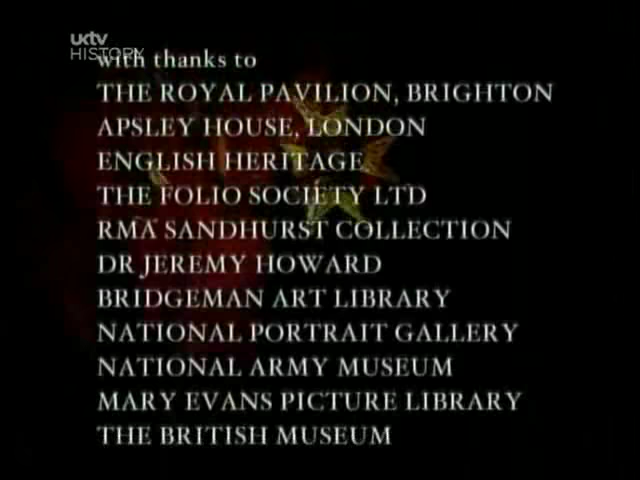 uktv
HISTORY
with thanks to
THE ROYAL PAVILION, BRIGHTON
APSLEY HOUSE, LONDON
ENGLISH HERITAGE
THE FOLIO SOCIETY LTD
RMA SANDHURST COLLECTION
DR JEREMY HOWARD
BRIDGEMAN ART LIBRARY
NATIONAL PORTRAIT GALLERY
NATIONAL ARMY MUSEUM
MARY EVANS PICTURE LIBRARY
THE BRITISH MUSEUM